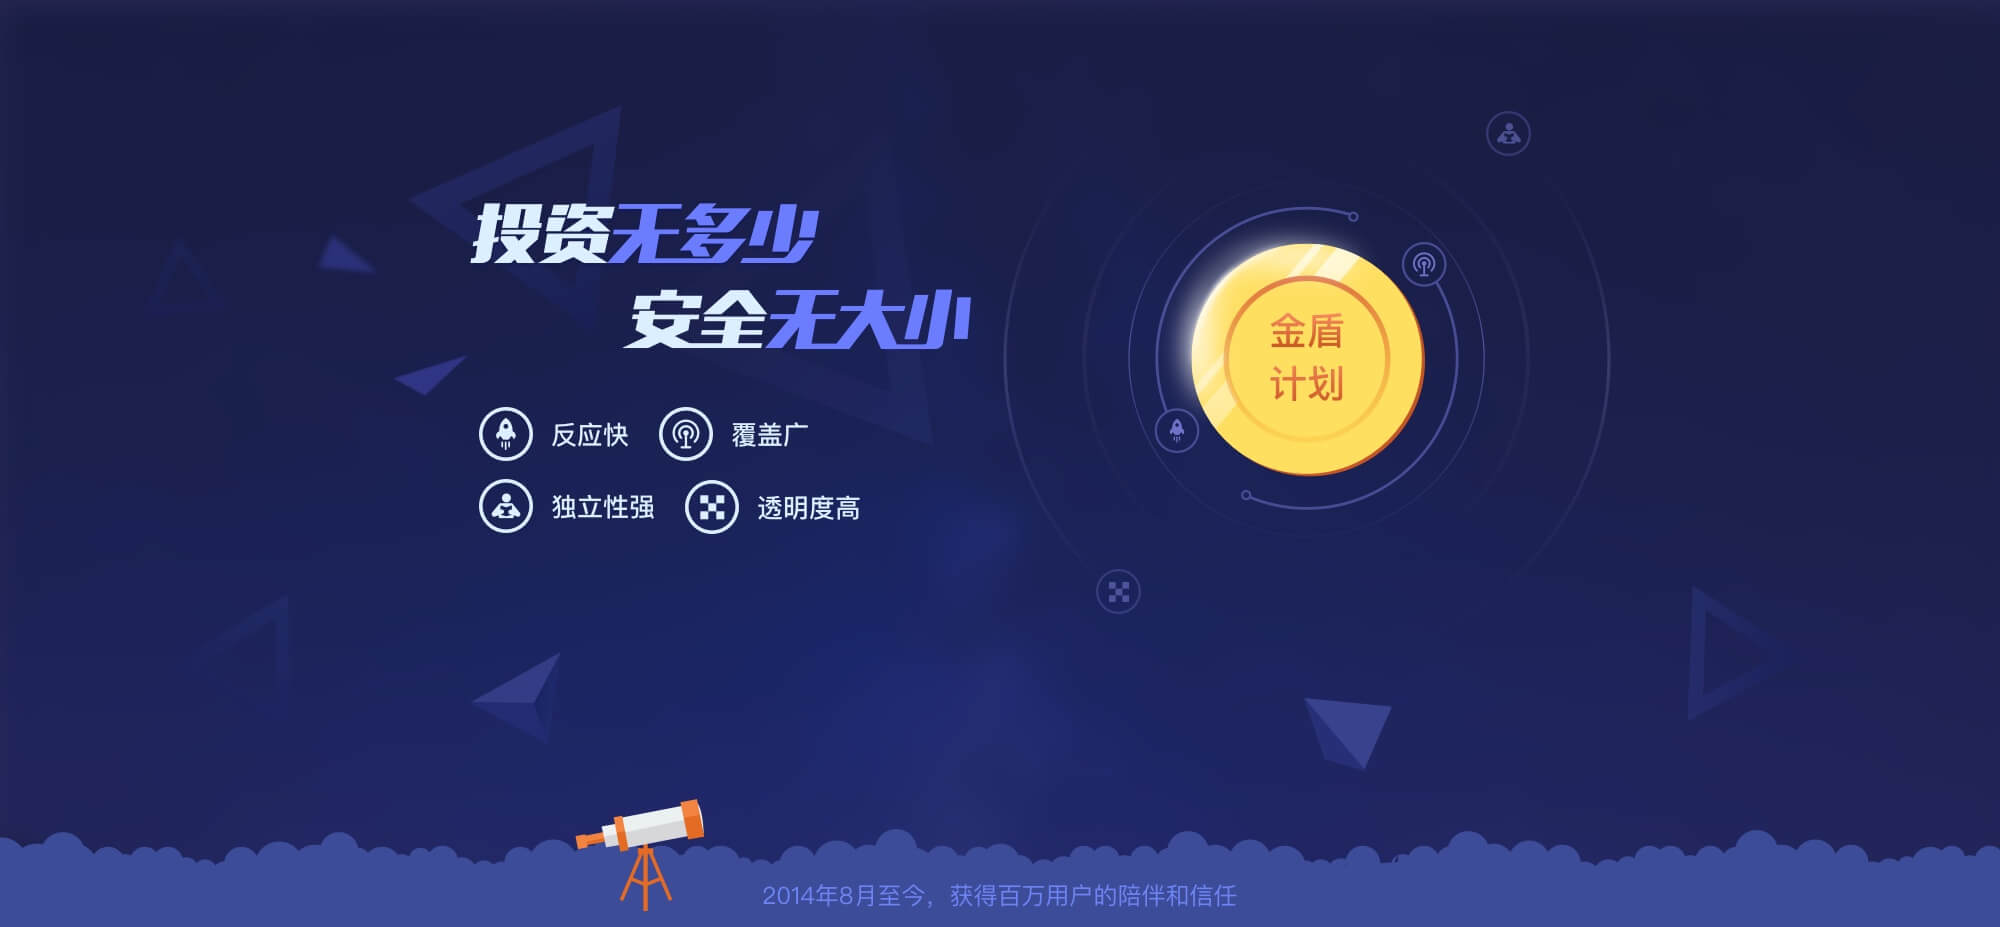 投资无多少
安全无大小
反应快 覆盖广
独立性强 透明度高
金盾
计划
2014年8月至今，获得百万用户的陪伴和信任